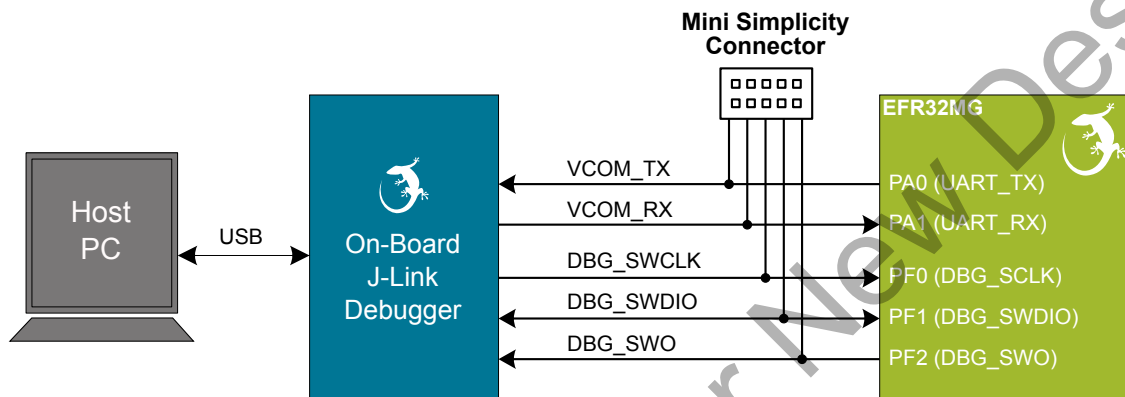 Mini Simplicity
Connector
EFR32MG
Host
PC
USB
On-Board
J-Link
Debugger
VCOM_TX
VCOM_RX
DBG_SWCLK
DBG_SWDIO
DBG_SWO
PA0 (UART_TX)
PA1 (UART_RX)
PF0 (DBG_SCLK)
PF1 (DBG_SWDIO)
PF2 (DBG_SWO)
r New Des